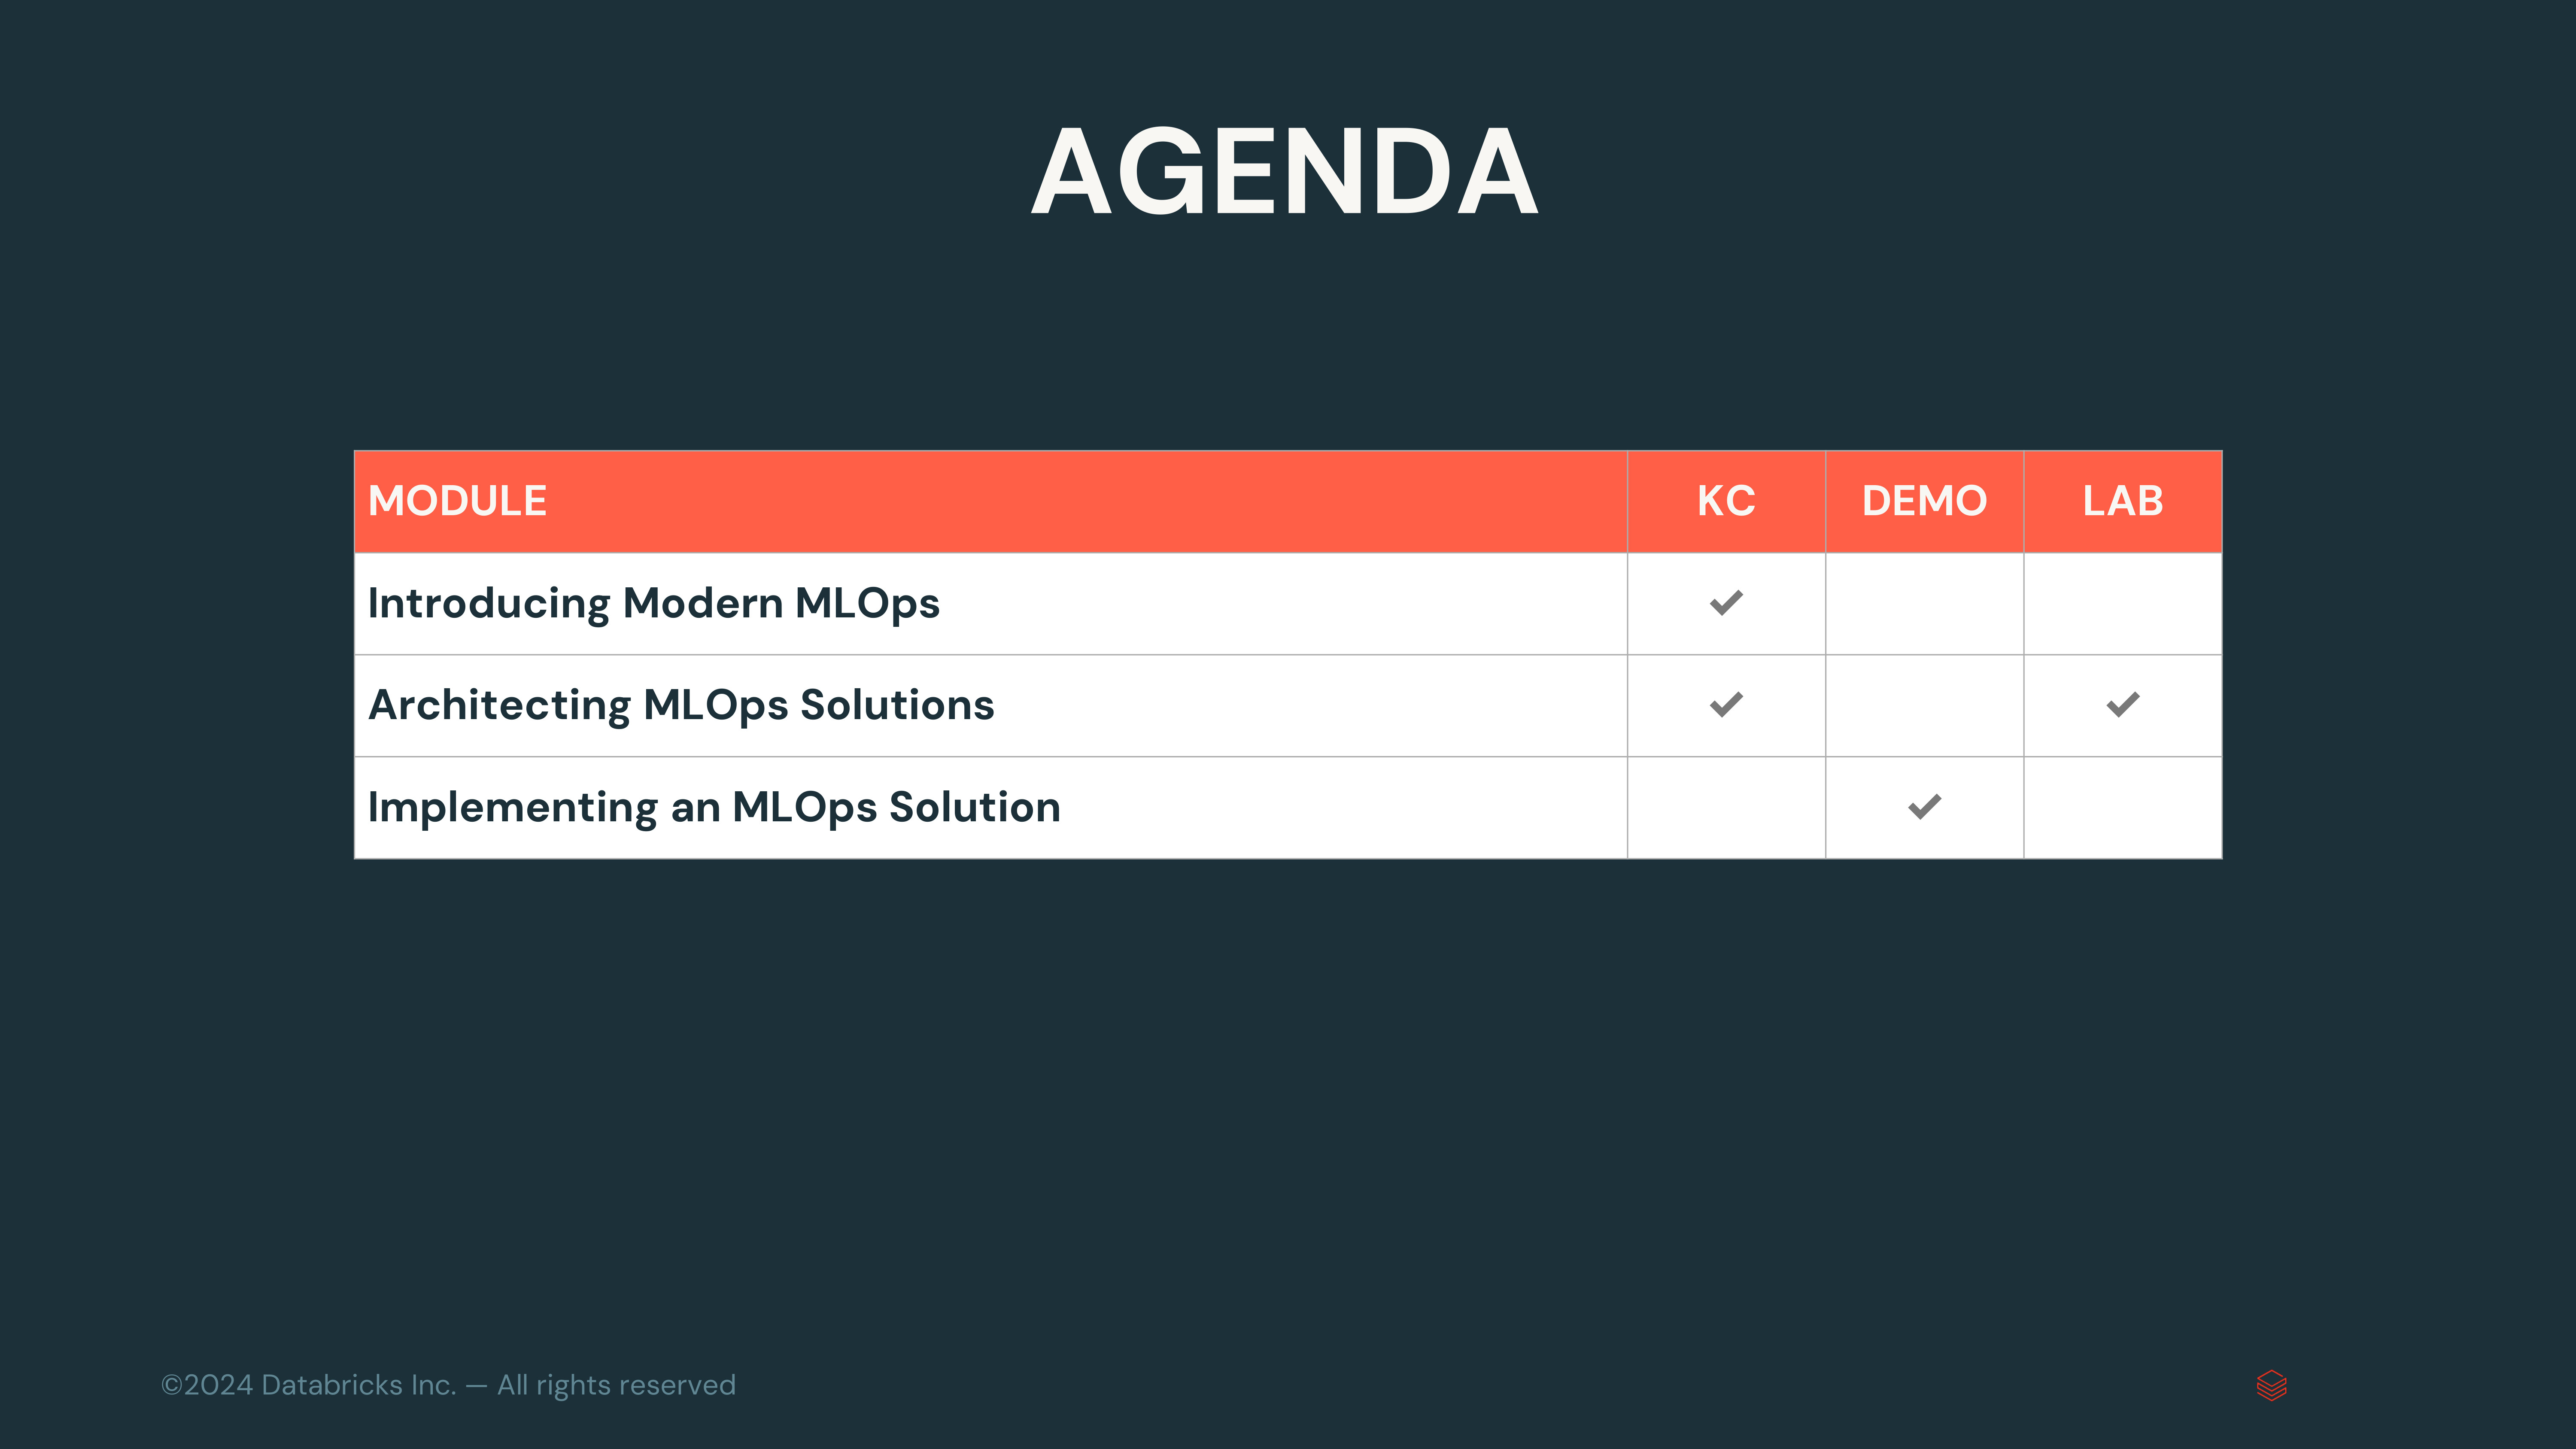 AGENDA
MODULE KC DEMO LAB
Introducing Modern MLOps ✔
Architecting MLOps Solutions ✔ ✔
Implementing an MLOps Solution ✔
©2024 Databricks Inc. — All rights reserved